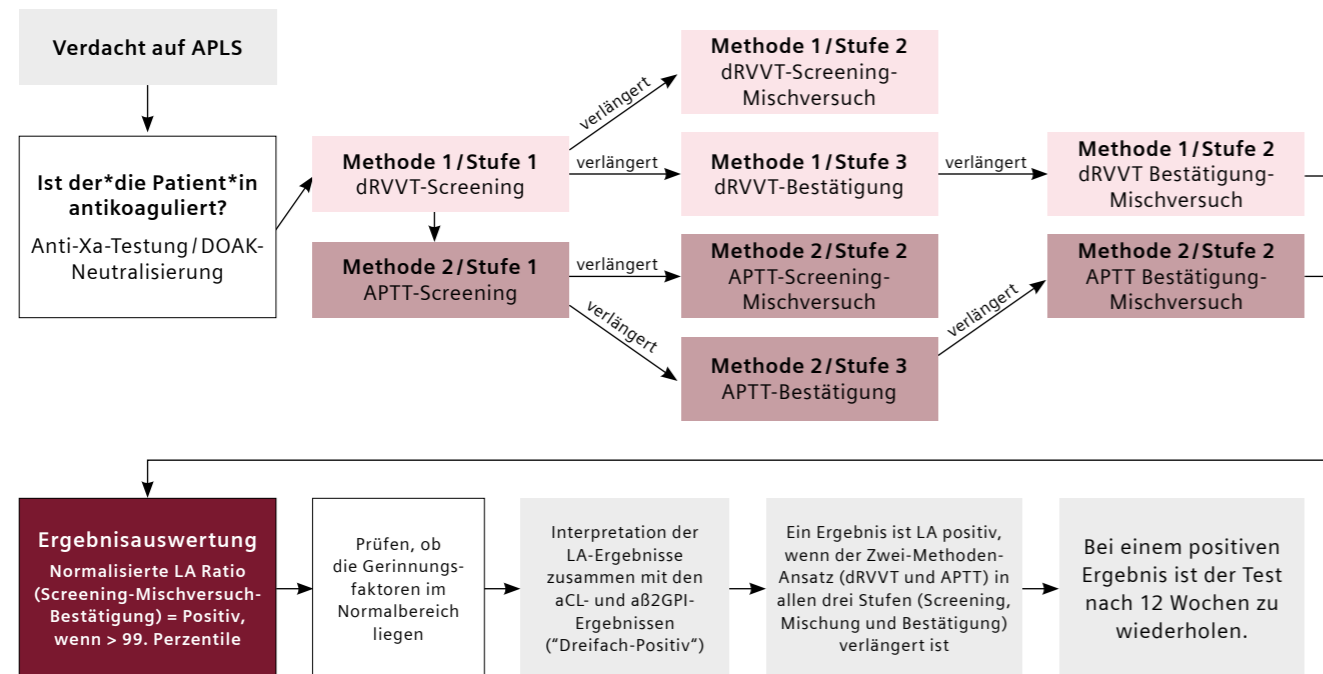 Verdacht auf APLS
Ist der*die Patient*in
antikoaguliert?
Anti-Xa-Testung/DOAK-
Neutralisierung
Methode 1/Stufe 1
dRVVT-Screening
verlängert
Methode 1/Stufe 2
dRVVT-Screening-
Mischversuch
verlängert
Methode 1/Stufe 3
dRVVT-Bestätigung
verlängert
Methode 1/Stufe 2
dRVVT Bestätigung-
Mischversuch
Methode 2/Stufe 1
APTT-Screening
verlängert
Methode 2/Stufe 2
APTT-Screening-
Mischversuch
verlängert
Methode 2/Stufe 3
APTT-Bestätigung
verlängert
Methode 2/Stufe 2
APTT Bestätigung-
Mischversuch
Ergebnisauswertung
Normalisierte LA Ratio
(Screening-Mischversuch-
Bestätigung) = Positiv,
wenn > 99. Perzentile
Prüfen, ob
die Gerinnungs-
faktoren im
Normalbereich
liegen
Interpretation der
LA-Ergebnisse
zusammen mit den
aCL- und aß2GPI-
Ergebnissen
(“Dreifach-Positiv“)
Ein Ergebnis ist LA positiv,
wenn der Zwei-Methoden-
Ansatz (dRVVT und APTT) in
allen drei Stufen (Screening,
Mischung und Bestätigung)
verlängert ist
Bei einem positiven
Ergebnis ist der Test
nach 12 Wochen zu
wiederholen.